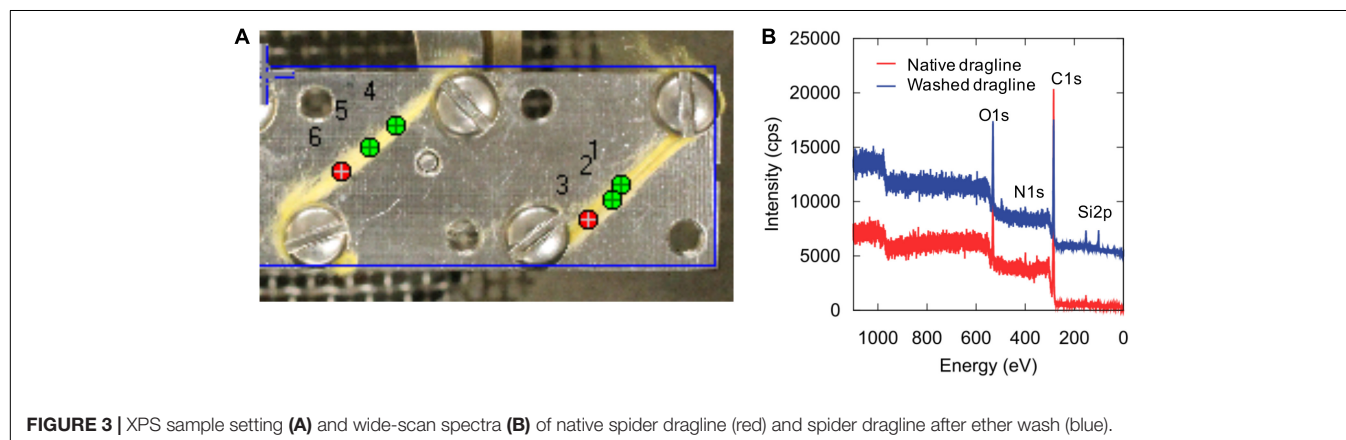 A
4
5
6
1
2
3
B
25000
20000
15000
10000
5000
0
Intensity (cps)
Native dragline
Washed dragline
C1s
O1s
N1s
Si2p
1000 800 600 400 200 0
Energy (eV)
FIGURE 3 | XPS sample setting (A) and wide-scan spectra (B) of native spider dragline (red) and spider dragline after ether wash (blue).